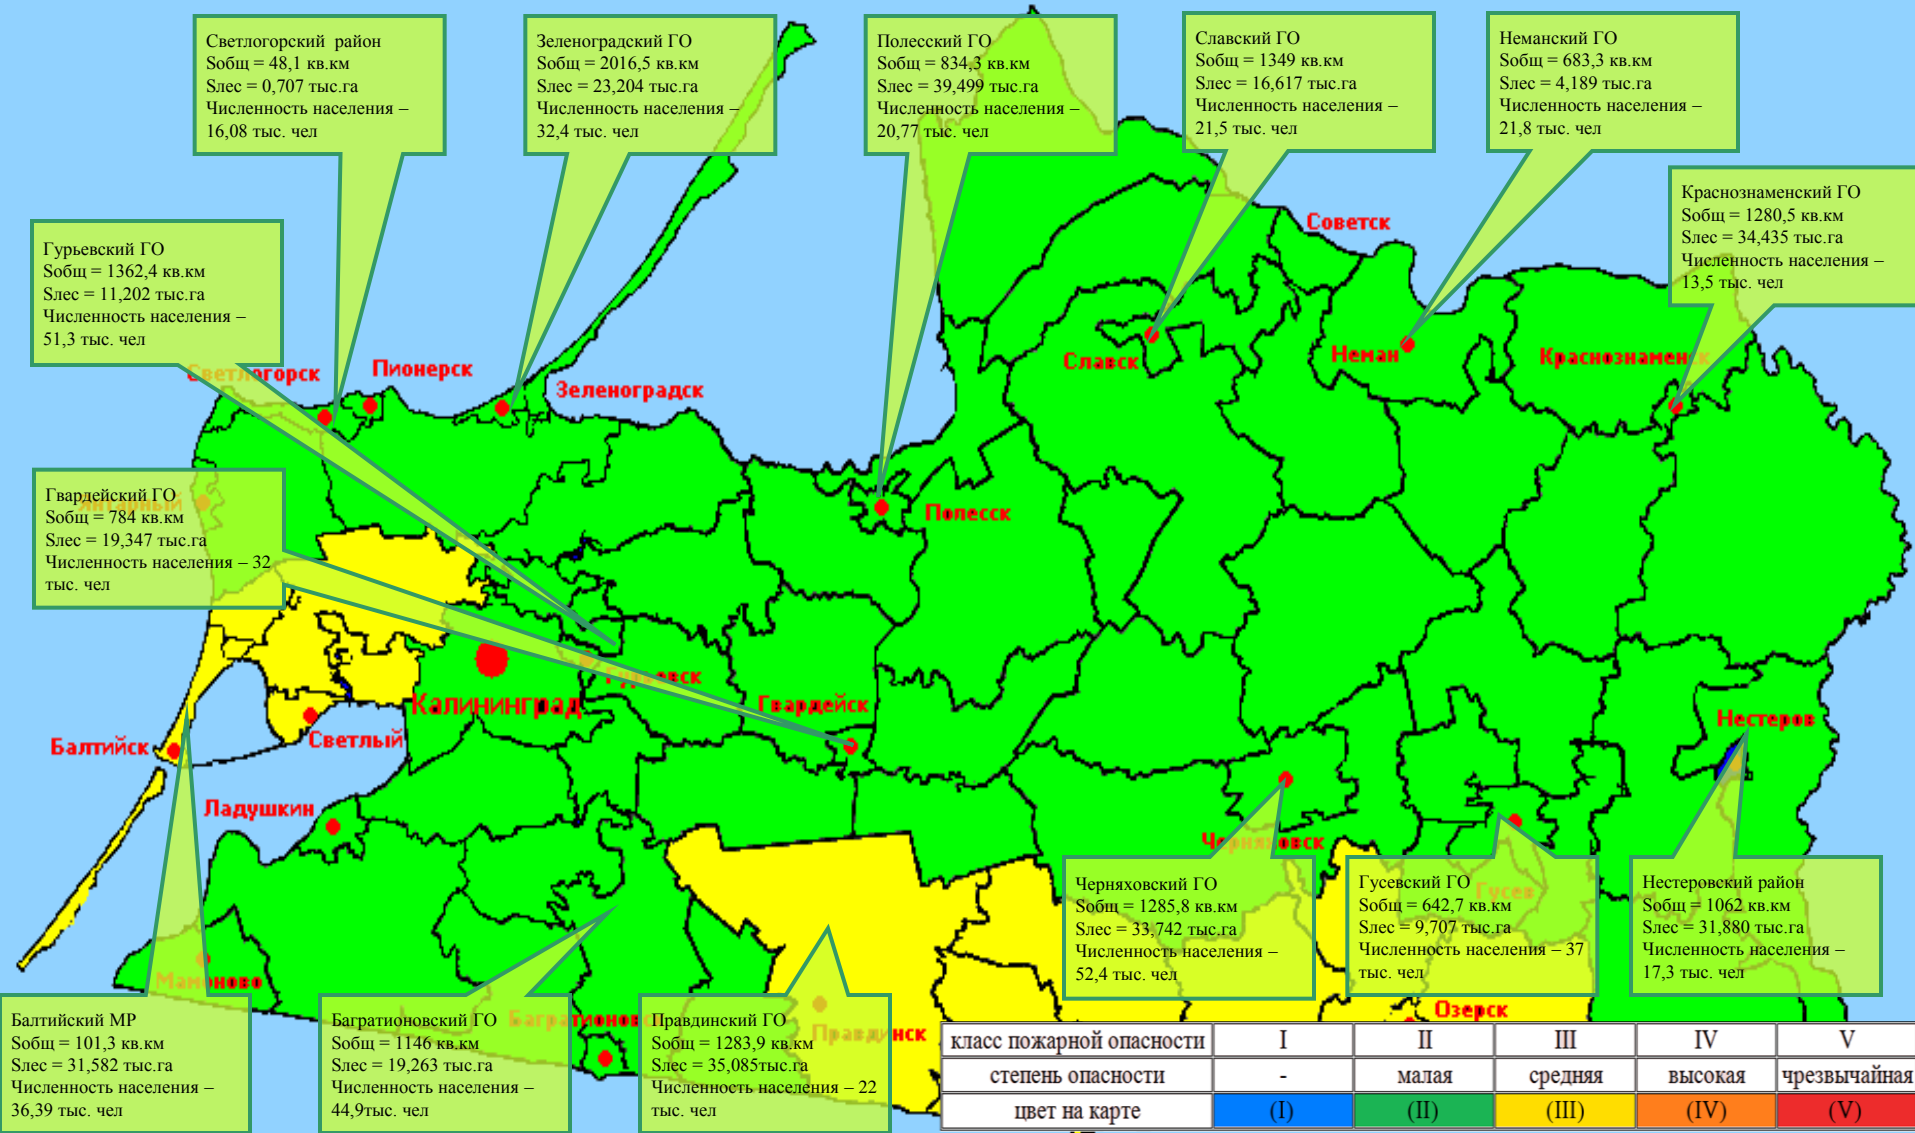 Светлогорский район
Sобщ = 48,1 кв.км
Sлес = 0,707 тыс.га
Численность населения –
16,08 тыс. чел
Зеленоградский ГО
Sобщ = 2016,5 кв.км
Sлес = 23,204 тыс.га
Численность населения –
32,4 тыс. чел
Полесский ГО
Sобщ = 834,3 кв.км
Sлес = 39,499 тыс.га
Численность населения –
20,77 тыс. чел
Славский ГО
Sобщ = 1349 кв.км
Sлес = 16,617 тыс.га
Численность населения –
21,5 тыс. чел
Неманский ГО
Sобщ = 683,3 кв.км
Sлес = 4,189 тыс.га
Численность населения –
21,8 тыс. чел
Краснознаменский ГО
Sобщ = 1280,5 кв.км
Sлес = 34,435 тыс.га
Численность населения –
13,5 тыс. чел
Гурьевский ГО
Sобщ = 1362,4 кв.км
Sлес = 11,202 тыс.га
Численность населения –
51,3 тыс. чел
Советск
Славск
Неман
Краснознаменск
Светлогорск
Пионерск
Зеленоградск
Гвардейский ГО
Sобщ = 784 кв.км
Sлес = 19,347 тыс.га
Численность населения – 32
тыс. чел
Янтарный
Полесск
Гурьевск
Калининград
Гвардейск
Нестеров
Балтийск
Светлый
Ладушкин
Черняховск
Гусев
Мамоново
Багратионовск
Правдинск
Озерск
Черняховский ГО
Sобщ = 1285,8 кв.км
Sлес = 33,742 тыс.га
Численность населения –
52,4 тыс. чел
Гусевский ГО
Sобщ = 642,7 кв.км
Sлес = 9,707 тыс.га
Численность населения – 37
тыс. чел
Нестеровский район
Sобщ = 1062 кв.км
Sлес = 31,880 тыс.га
Численность населения –
17,3 тыс. чел
Балтийский МР
Sобщ = 101,3 кв.км
Sлес = 31,582 тыс.га
Численность населения –
36,39 тыс. чел
Багратионовский ГО
Sобщ = 1146 кв.км
Sлес = 19,263 тыс.га
Численность населения –
44,9тыс. чел
Правдинский ГО
Sобщ = 1283,9 кв.км
Sлес = 35,085тыс.га
Численность населения – 22
тыс. чел
класс пожарной опасности I II III IV V
степень опасности - малая средняя высокая чрезвычайная
цвет на карте (I) (II) (III) (IV) (V)